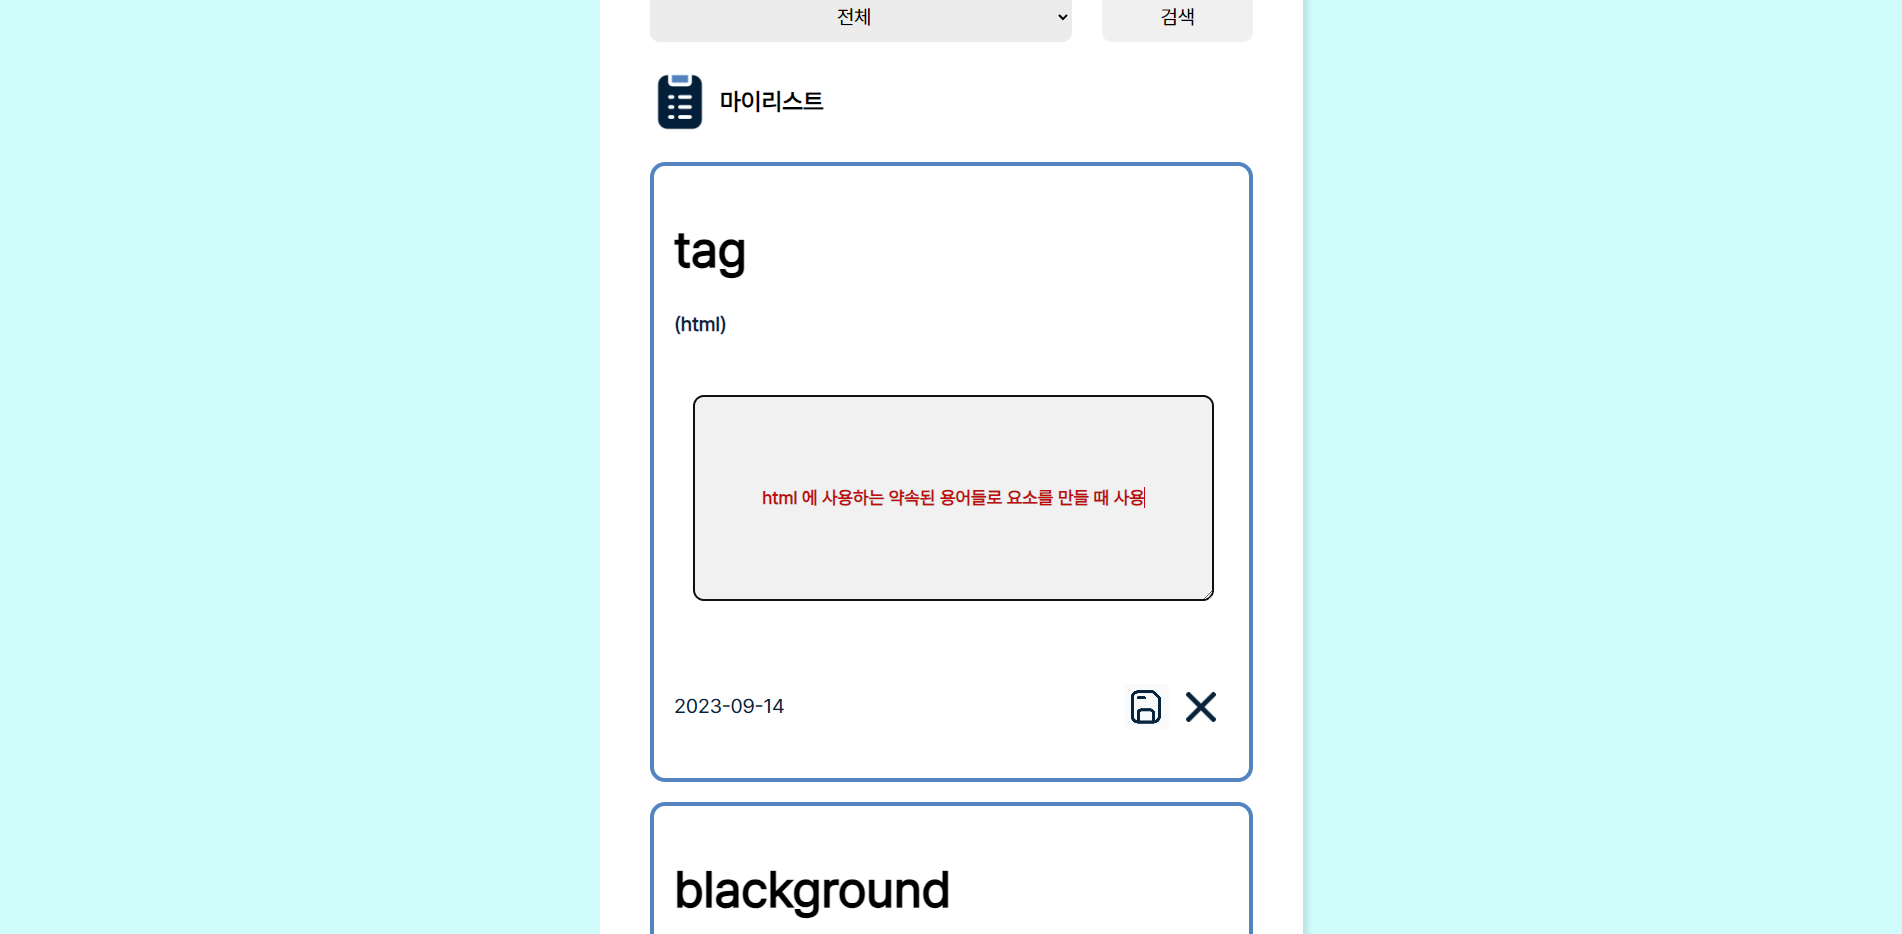 전체
검색
마이리스트
tag
(html)
html 에 사용하는 약속된 용어들로 요소를 만들 때 사용
2023-09-14
blackground